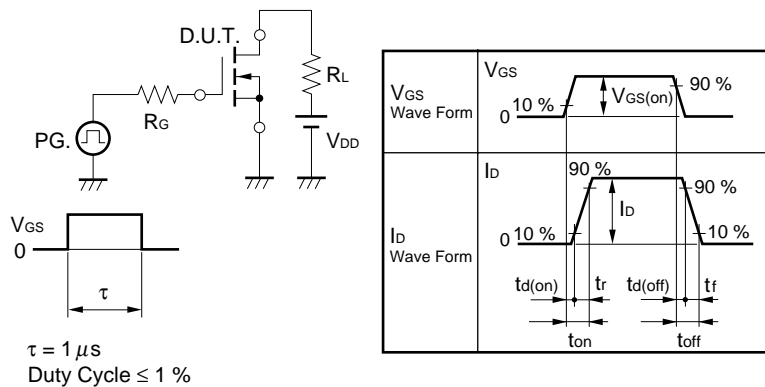 D.U.T.
RL
RG
PG.
VDD
VGS
0
τ
τ = 1 μs
Duty Cycle ≤ 1 %
VGS
Wave Form
VGS
10 %
0
VGS(on)
90 %
ID
Wave Form
ID
90 %
90 %
ID
0 10 %
10 %
td(on) tr td(off) tf
ton toff